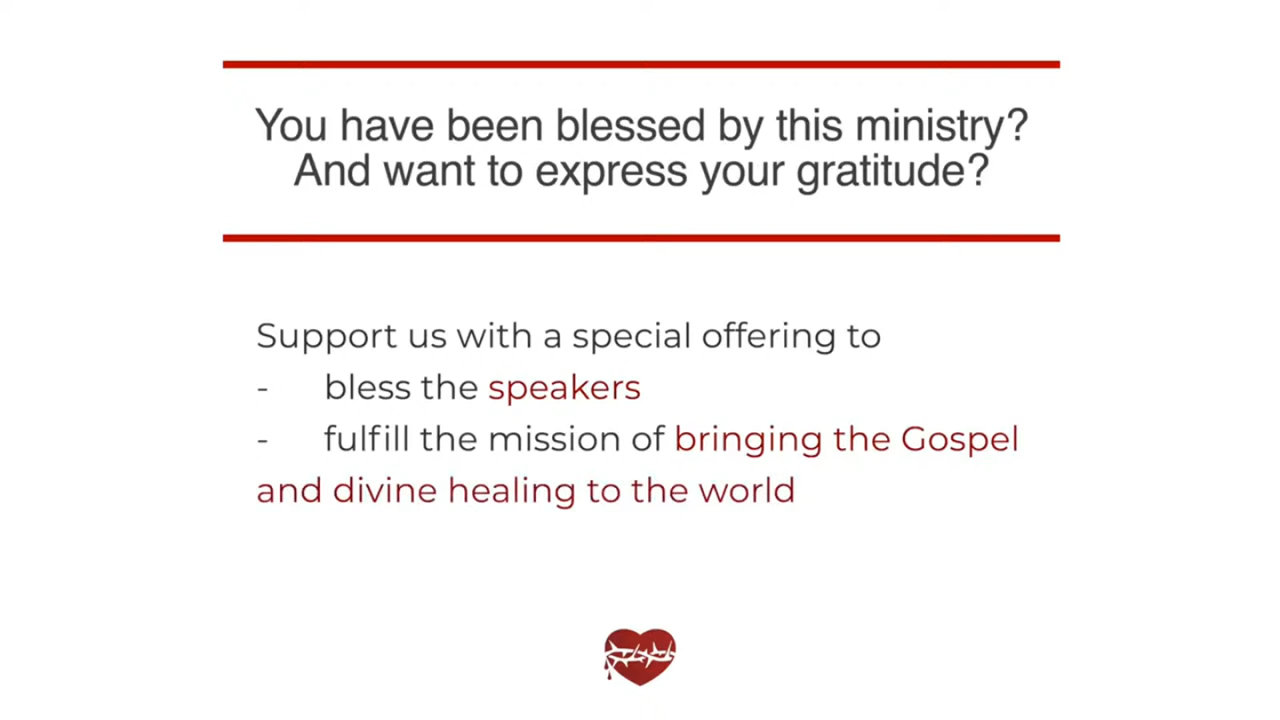 You have been blessed by this ministry?
And want to express your gratitude?
Support us with a special offering to
- bless the speakers
- fulfill the mission of bringing the Gospel
and divine healing to the world